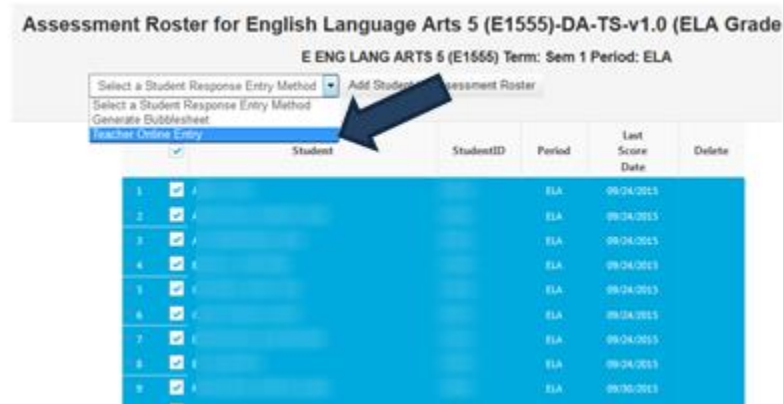 Assessment Roster for English Language Arts 5 (E1555)-DA-TS-v1.0 (ELA Grade
E ENG LANG ARTS 5 (E1555) Term: Sem 1 Period: ELA
Select a Student Response Entry Method Add Student Assessment Roster
Select a Student Response Entry Method
Generate Bubblesheet
Teacher Online Entry
Student StudentID Period Last Score Date Delete
1 ELA 09/24/2015
2 ELA 09/24/2015
3 ELA 09/24/2015
4 ELA 09/24/2015
5 ELA 09/24/2015
6 ELA 09/24/2015
7 ELA 09/24/2015
8 ELA 09/24/2015
9 ELA 09/30/2015